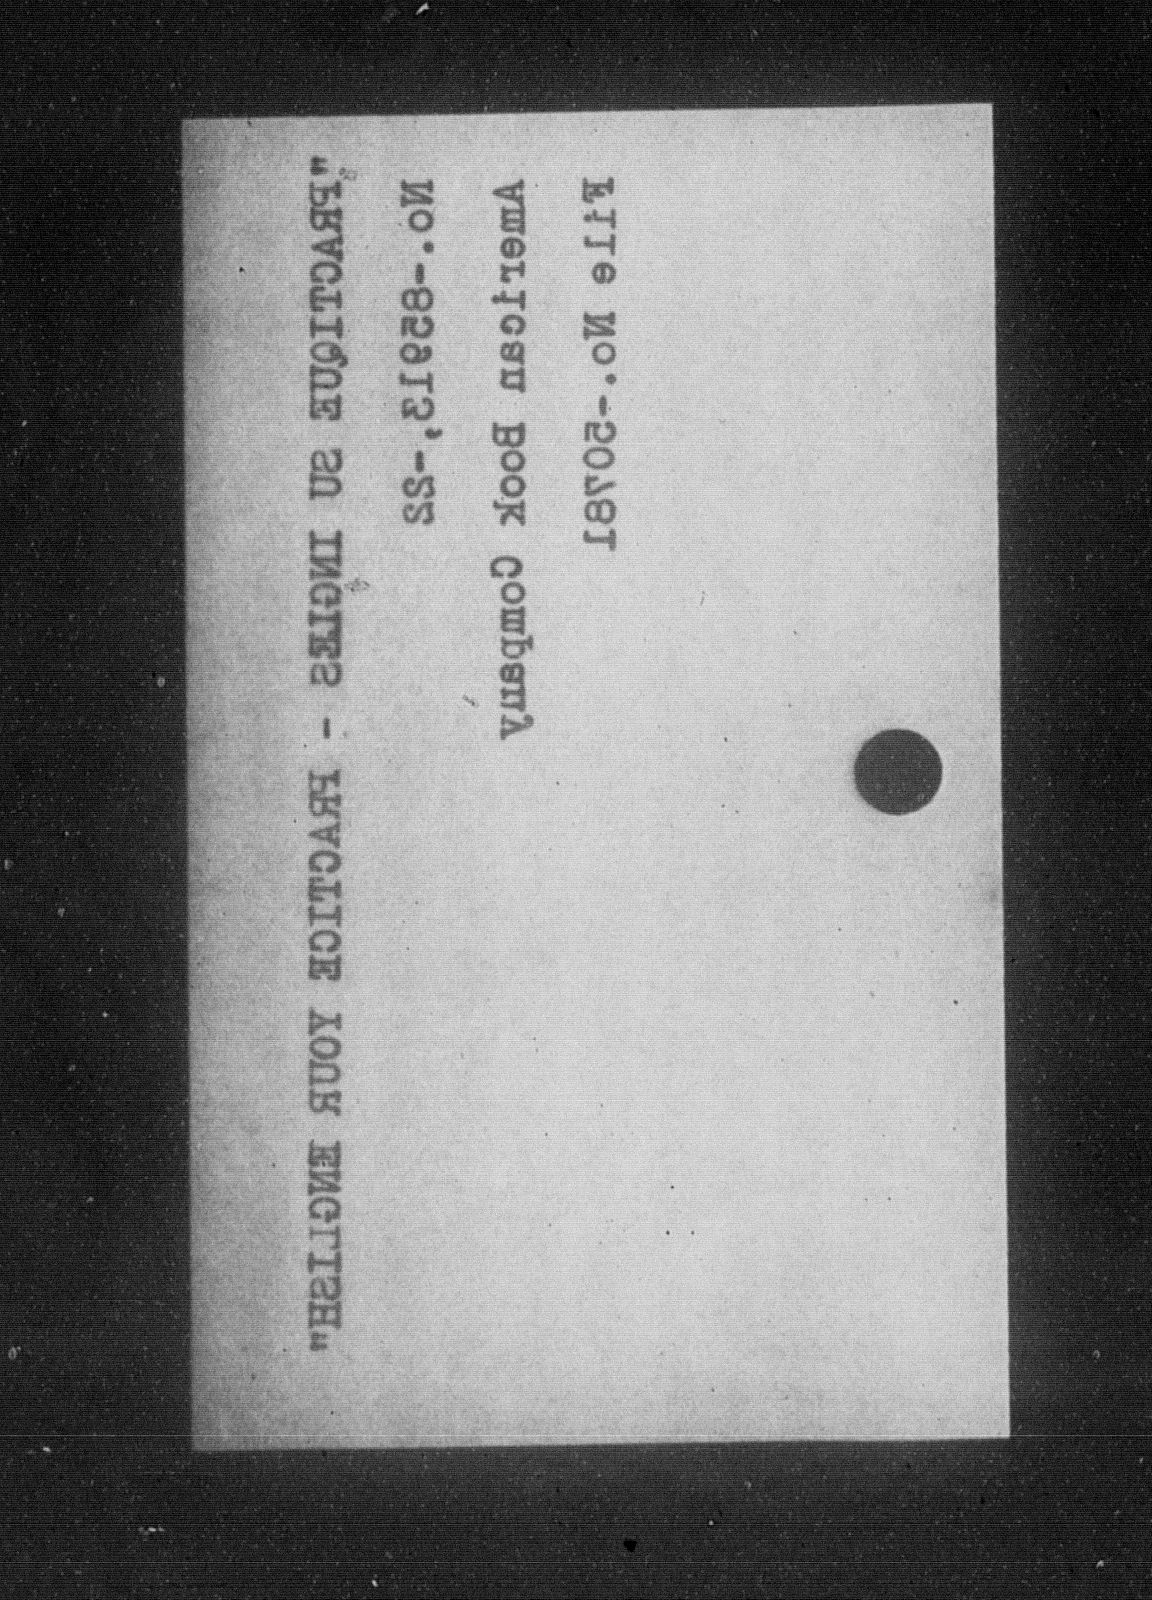 "PRACTIQUE SU INGLES - PRACTICE YOUR ENGLISH"
No.-85913,-22
American Book Company
File No.-50781